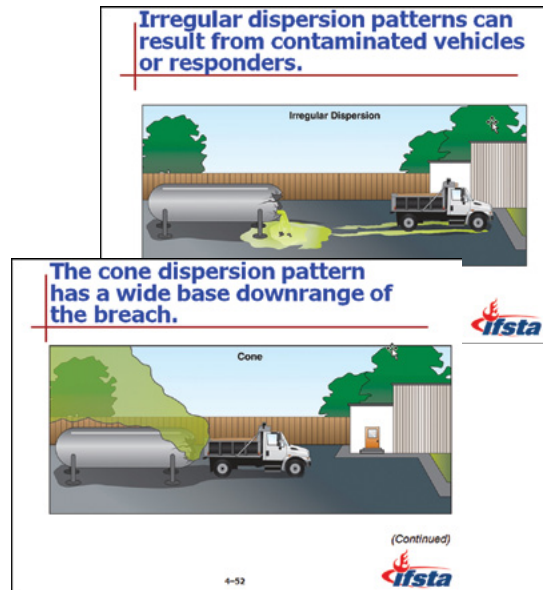 Irregular dispersion patterns can
result from contaminated vehicles
or responders.
Irregular Dispersion
ifsta
The cone dispersion pattern
has a wide base downrange of
the breach.
Cone
(Continued)
4–52
ifsta